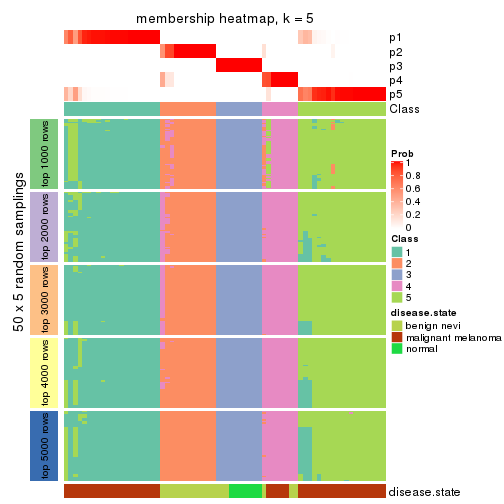 membership heatmap, k = 5
p1
p2
p3
p4
p5
Class
50 x 5 random samplings
top 1000 rows
top 2000 rows
top 3000 rows
top 4000 rows
top 5000 rows
Prob
1
0.8
0.6
0.4
0.2
0
Class
1
2
3
4
5
disease.state
benign nevi
malignant melanoma
normal
disease.state